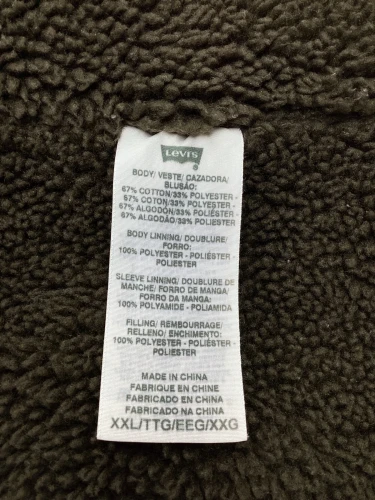 Levi's
BODY/ VESTE/ CAZADORA/
BLUSÃO:
67% COTTON/33% POLYESTER -
67% COTON/33% POLYESTER -
67% ALGODÓN/33% POLIÉSTER -
67% ALGODÃO/33% POLIÉSTER
BODY LINNING/ DOUBLURE/
FORRO:
100% POLYESTER - POLIÉSTER -
POLIÉSTER
SLEEVE LINNING/ DOUBLURE DE
MANCHE/ FORRO DE MANGA/
FORRO DA MANGA:
100% POLYAMIDE - POLIAMIDA
FILLING/ REMBOURRAGE/
RELLENO/ ENCHIMENTO:
100% POLYESTER - POLIÉSTER -
POLIÉSTER
MADE IN CHINA
FABRIQUE EN CHINE
FABRICADO EN CHINA
FABRICADO NA CHINA
XXL/TTG/EEG/XXG